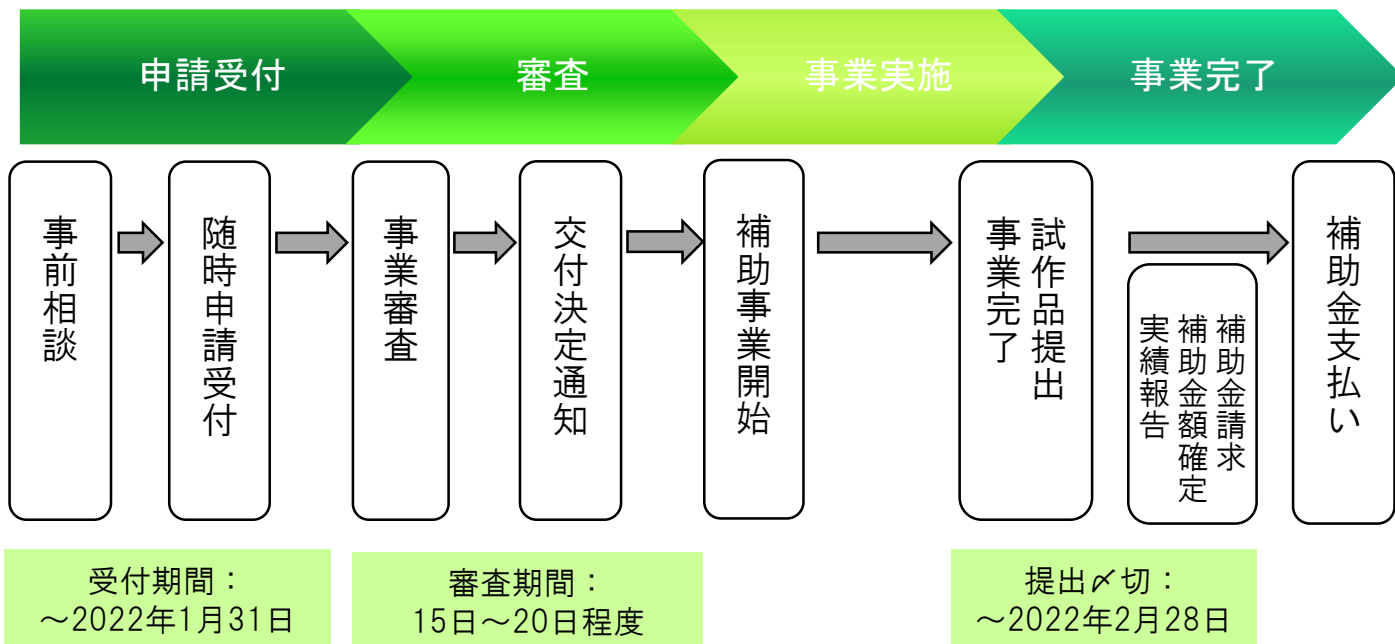 申請受付
審査
事業実施
事業完了
事前相談
随時申請受付
事業審査
交付決定通知
補助事業開始
試作品提出
事業完了
補助金請求
補助金額確定
実績報告
補助金支払い
受付期間：
～2022年1月31日
審査期間：
15日～20日程度
提出〆切：
～2022年2月28日